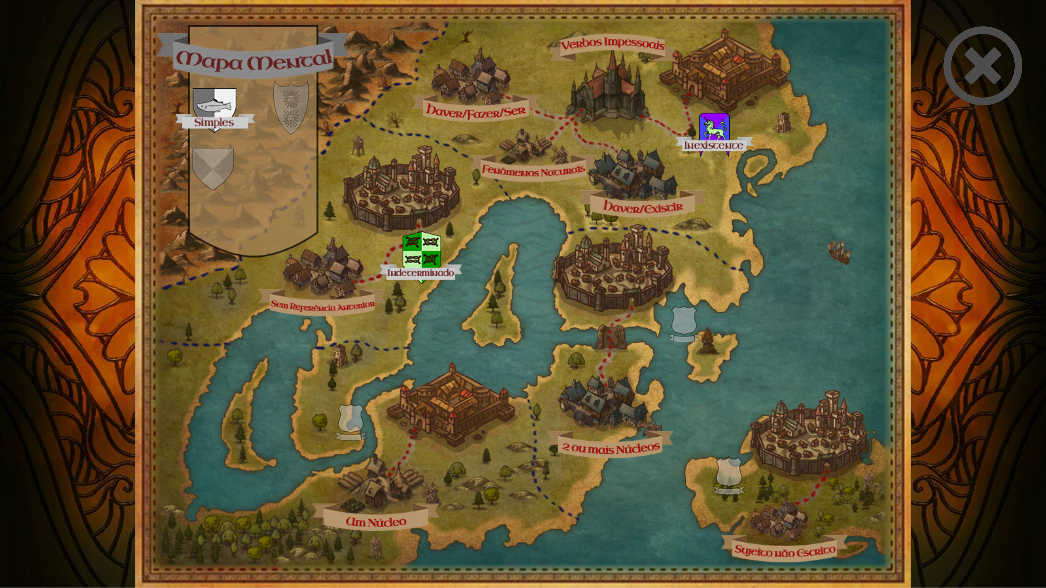 Mapa Mental
Simples
Verbos Impessoais
Haver/Fazer/Ser
Inexistente
Fenômenos Naturais
Haver/Existir
Indeterminado
Sem Referência Anterior
2 ou mais Núcleos
Um Núcleo
Sujeito não Escrito